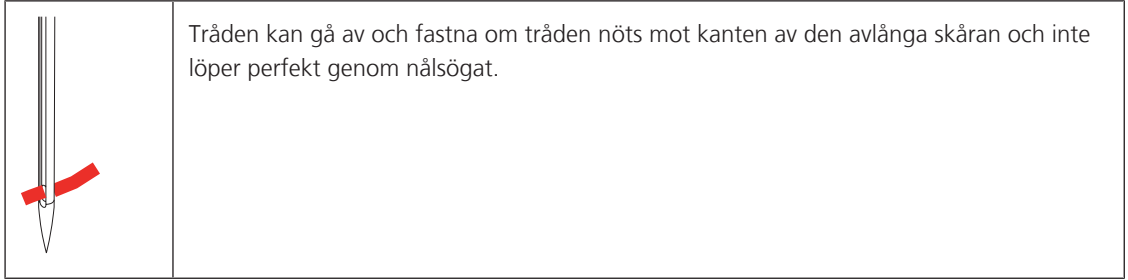 Tråden kan gå av och fastna om tråden nöts mot kanten av den avlånga skåran och inte
löper perfekt genom nålsögat.